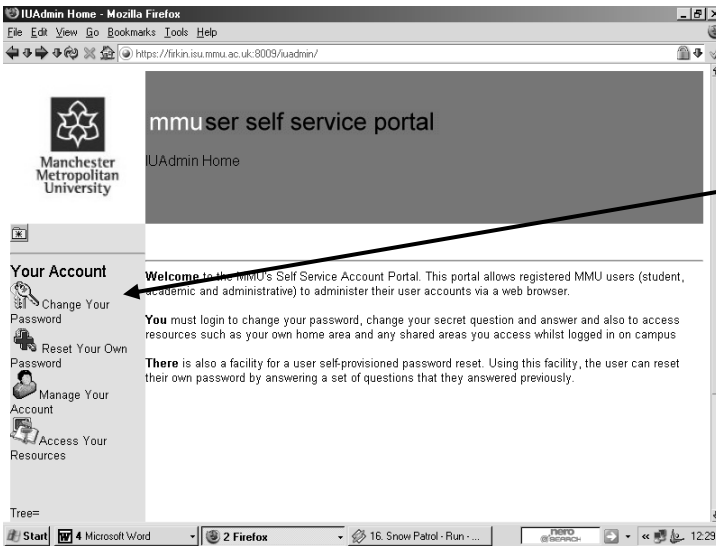 IUAdmin Home - Mozilla Firefox
File Edit View Go Bookmarks Tools Help
https://firkin.isu.mmu.ac.uk:8009/iuadmin/
mmuser self service portal
IUAdmin Home
Manchester
Metropolitan
University
Your Account
Change Your
Password
Reset Your Own
Password
Manage Your
Account
Access Your
Resources
Tree=
Welcome to the MMU's Self Service Account Portal. This portal allows registered MMU users (student,
academic and administrative) to administer their user accounts via a web browser.
You must login to change your password, change your secret question and answer and also to access
resources such as your own home area and any shared areas you access whilst logged in on campus
There is also a facility for a user self-provisioned password reset. Using this facility, the user can reset
their own password by answering a set of questions that they answered previously.
Start 4 Microsoft Word 2 Firefox 16. Snow Patrol - Run - ... nero @SEARCH « 12:29